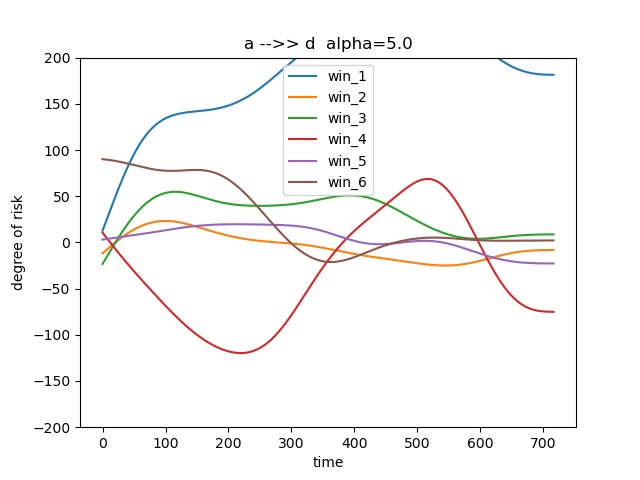 a -->> d  alpha=5.0
200
150
100
50
0
−50
−100
−150
−200
degree of risk
win_1
win_2
win_3
win_4
win_5
win_6
0 100 200 300 400 500 600 700
time